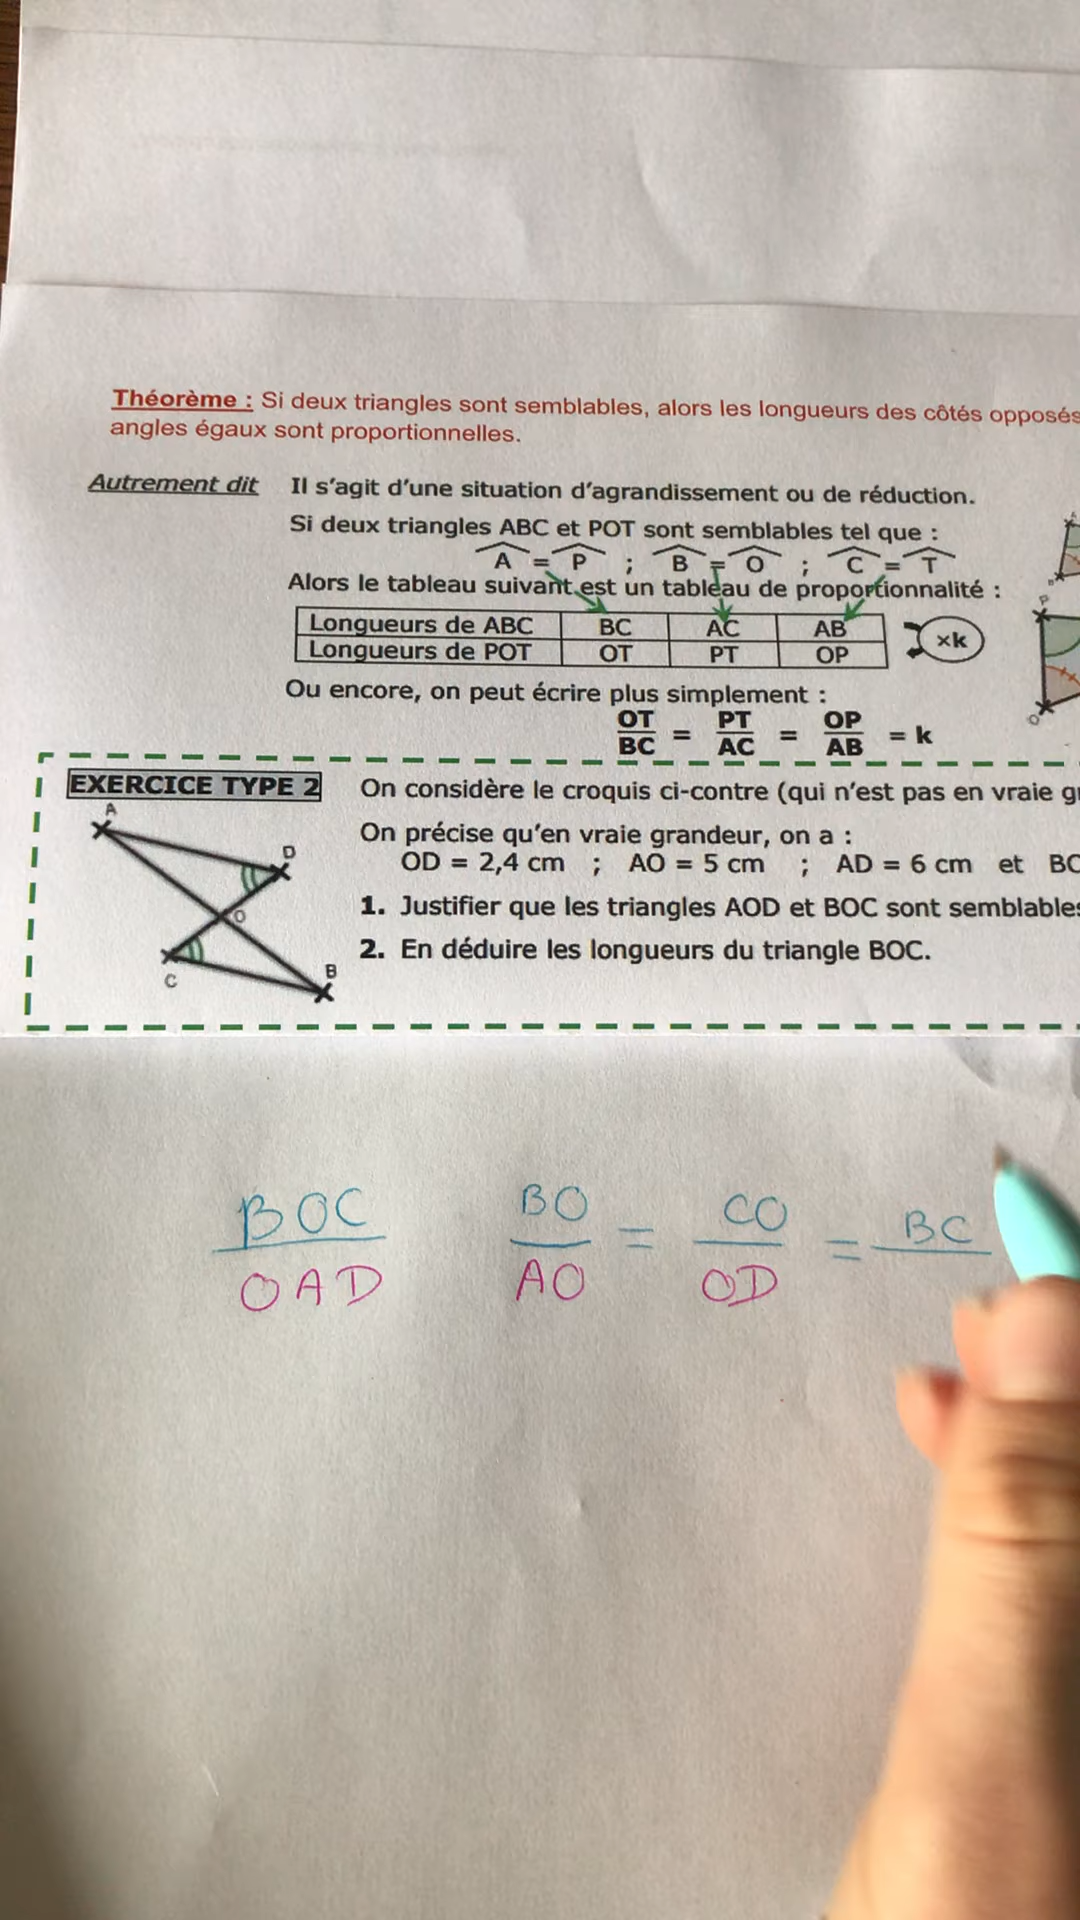 Théorème : Si deux triangles sont semblables, alors les longueurs des côtés opposés
angles égaux sont proportionnelles.
Autrement dit Il s'agit d'une situation d'agrandissement ou de réduction.
Si deux triangles ABC et POT sont semblables tel que :
A = P ; B = O ; C = T
Alors le tableau suivant est un tableau de proportionnalité :
Longueurs de ABC BC AC AB
Longueurs de POT OT PT OP
×k
Ou encore, on peut écrire plus simplement :
OT PT OP
BC = AC = AB = k
P
O
EXERCICE TYPE 2 On considère le croquis ci-contre (qui n'est pas en vraie
On précise qu'en vraie grandeur, on a :
OD = 2,4 cm ; AO = 5 cm ; AD = 6 cm et
1. Justifier que les triangles AOD et BOC sont semblables
2. En déduire les longueurs du triangle BOC.
A
D
O
C
B
BOC BO = CO = BC
OAD AO OD